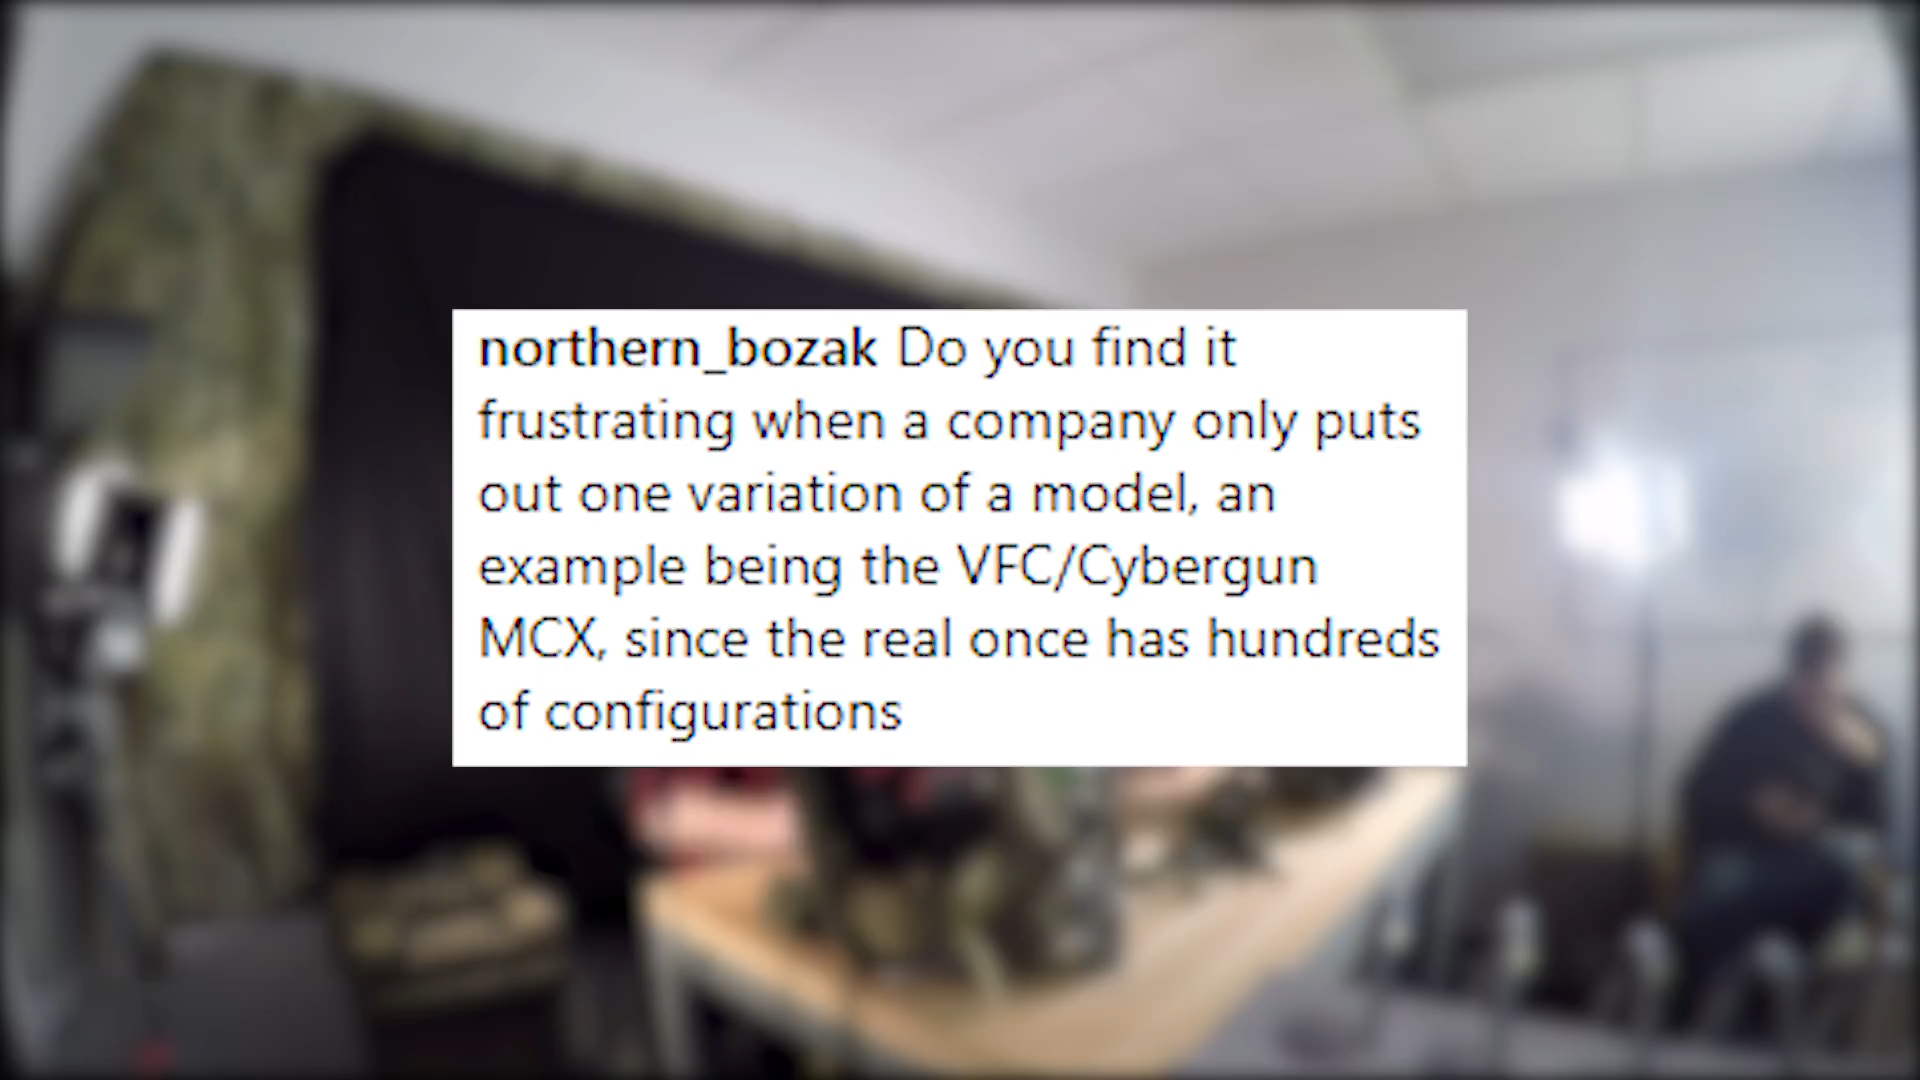 northern_bozak Do you find it
frustrating when a company only puts
out one variation of a model, an
example being the VFC/Cybergun
MCX, since the real once has hundreds
of configurations